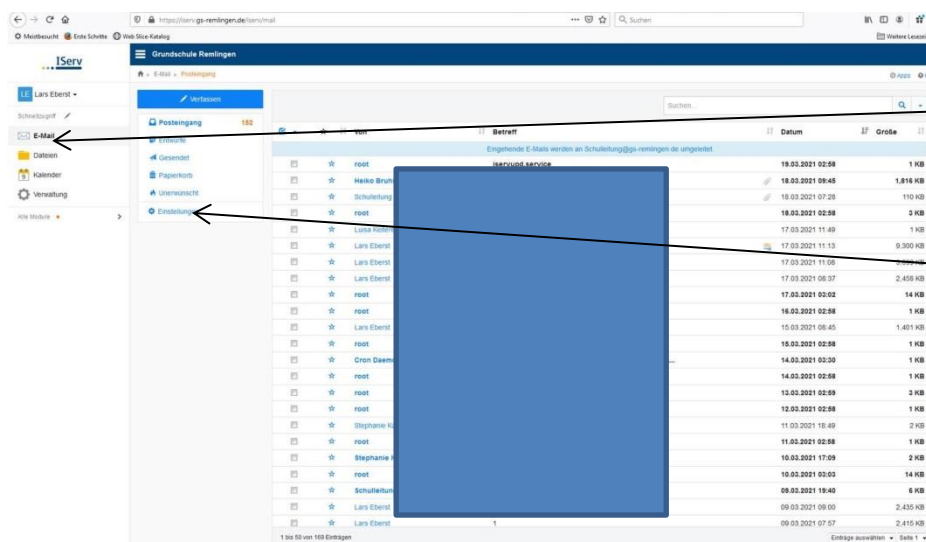 https://iserv.gs-remlingen.de/iserv/mail
Suchen
Meistbesucht Erste Schritte Web Slice-Katalog
Weitere Lesezei
IServ
Grundschule Remlingen
E-Mail Posteingang
Apps
LE Lars Eberst
Verfassen
Suchen...
Schnellzugriff
E-Mail
Dateien
Kalender
Verwaltung
Alle Module
Posteingang 152
Entwürfe
Gesendet
Papierkorb
Unerwünscht
Einstellungen
Von Betreff Datum Größe
Eingehende E-Mails werden an Schulleitung@gs-remlingen.de umgeleitet.
root iservupd.service 19.03.2021 02:58 1 KB
Heiko Bruhn 18.03.2021 09:45 1,816 KB
Schulleitung 18.03.2021 07:28 110 KB
root 18.03.2021 02:58 3 KB
Luisa 17.03.2021 11:49 1 KB
Lars Eberst 17.03.2021 11:13 9.300 KB
Lars Eberst 17.03.2021 11:06
Lars Eberst 17.03.2021 08:37 2,458 KB
root 17.03.2021 03:02 14 KB
root 16.03.2021 02:58 1 KB
Lars Eberst 15.03.2021 08:45 1,401 KB
root 15.03.2021 02:58 1 KB
Cron Daem 14.03.2021 03:30 1 KB
root 14.03.2021 02:58 1 KB
root 13.03.2021 02:59 3 KB
root 12.03.2021 02:58 1 KB
Stephanie K 11.03.2021 18:49 2 KB
root 11.03.2021 02:58 1 KB
Stephanie 10.03.2021 17:09 2 KB
root 10.03.2021 03:03 14 KB
Schulleitun 09.03.2021 19:40 6 KB
Lars Eberst 09.03.2021 09:00 2,435 KB
Lars Eberst 1 09.03.2021 07:57 2,415 KB
1 bis 50 von 169 Einträgen
Einträge auswählen Seite 1